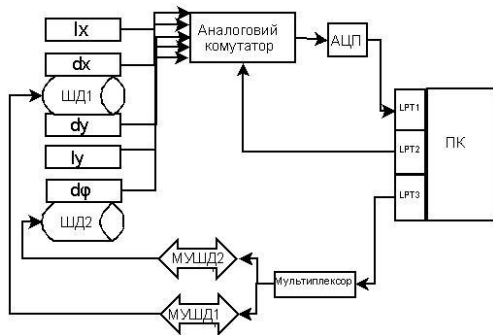 lx
dx
ШД1
dy
ly
dφ
ШД2
Аналоговий
комутатор
АЦП
LPT1
LPT2
LPT3
ПК
МУШД2
МУШД1
Мультиплексор